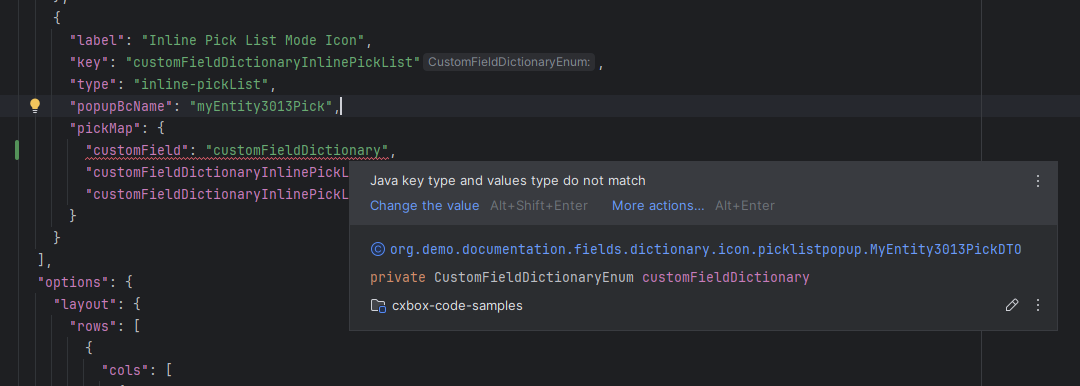 {
"label": "Inline Pick List Mode Icon",
"key": "customFieldDictionaryInlinePickList" CustomFieldDictionaryEnum: ,
"type": "inline-pickList",
"popupBcName": "myEntity3013Pick",
"pickMap": {
"customField": "customFieldDictionary",
"customFieldDictionaryInlinePickL
"customFieldDictionaryInlinePickL
}
}
],
"options": {
"layout": {
"rows": [
{
"cols": [
Java key type and values type do not match
Change the value Alt+Shift+Enter More actions... Alt+Enter
org.demo.documentation.fields.dictionary.icon.picklistpopup.MyEntity3013PickDTO
private CustomFieldDictionaryEnum customFieldDictionary
cxbox-code-samples